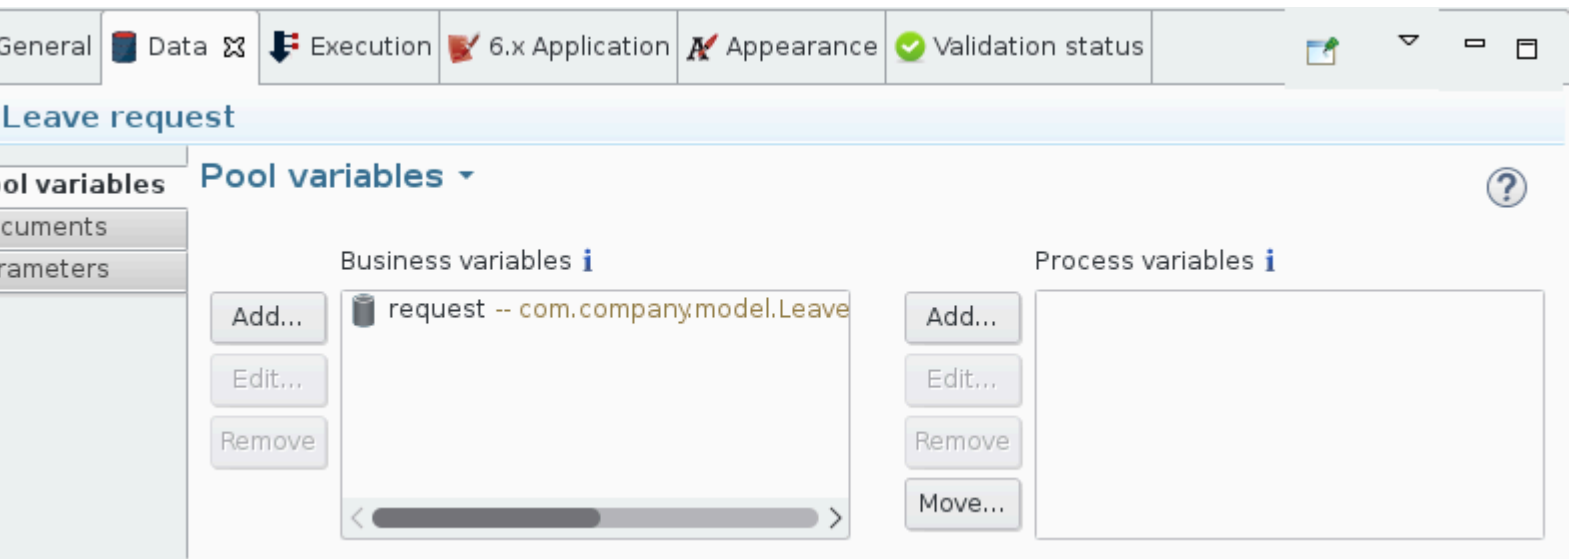 General Data Execution 6.x Application Appearance Validation status
Leave request
ol variables Pool variables
cuments
rameters
Business variables i Process variables i
Add... request -- com.company.model.Leave Add...
Edit... Edit...
Remove Remove
Move...